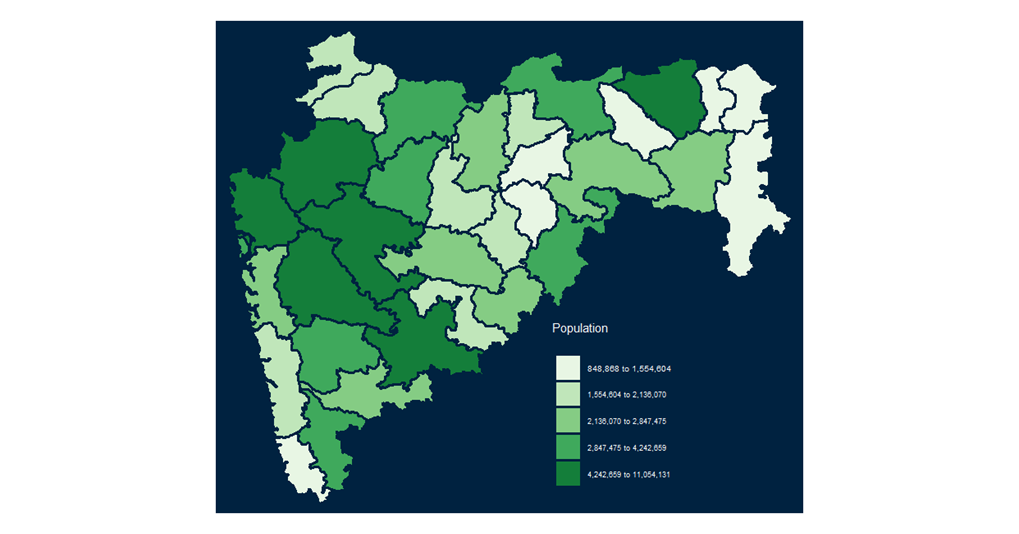 Population
848,868 to 1,554,604
1,554,604 to 2,136,070
2,136,070 to 2,847,475
2,847,475 to 4,242,659
4,242,659 to 11,054,131